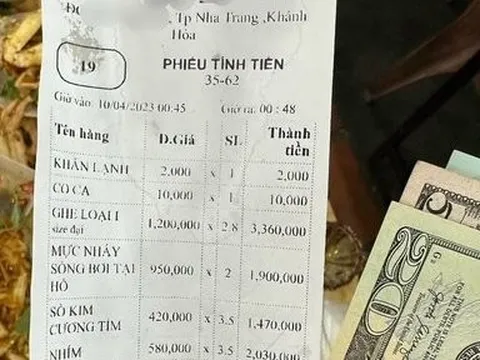 , Tp Nha Trang ,Khánh
Hòa
19
PHIẾU TÍNH TIỀN
35-62
Giờ vào: 10/04/2023 00:45 Giờ ra: 00 : 48
Tên hàng Đ.Giá SL Thành
tiền
KHĂN LẠNH 2,000 x 1 2,000
CO CA 10,000 x 1 10,000
GHẸ LOẠI 1
size đại 1,200,000 x 2.8 3,360,000
MỰC NHẢY
SÔNG BƠI TẠI
HỒ 950,000 x 2 1,900,000
SÒ KIM
CƯƠNG TÍM 420,000 x 3.5 1,470,000
NHÍM 580,000 x 3.5 2,030,000
5
20